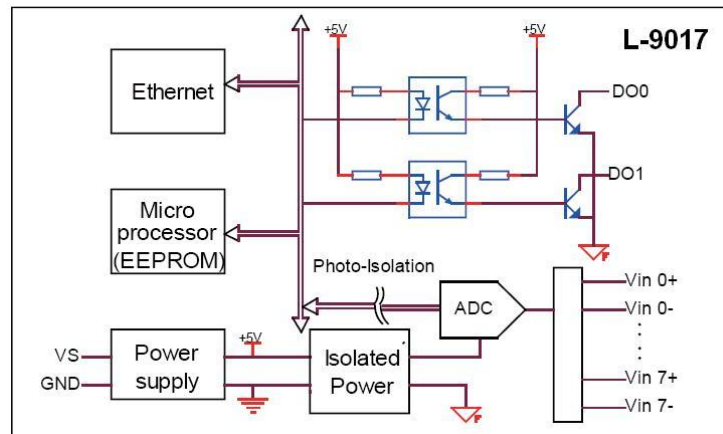 L-9017
+5V
+5V
Ethernet
DO0
DO1
Micro
processor
(EEPROM)
Photo-Isolation
ADC
Vin 0+
Vin 0-
Vin 7+
Vin 7-
VS
GND
Power
supply
+5V
Isolated
Power
F
F